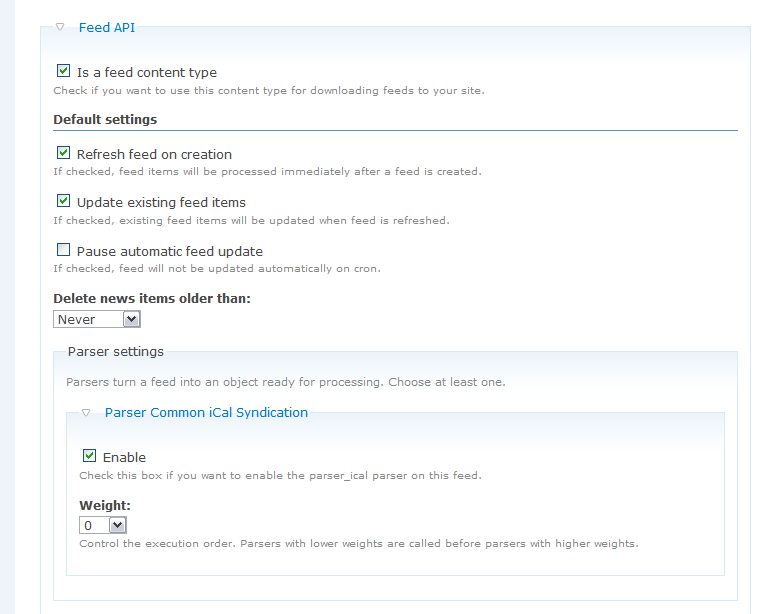 Feed API
Is a feed content type
Check if you want to use this content type for downloading feeds to your site.
Default settings
Refresh feed on creation
If checked, feed items will be processed immediately after a feed is created.
Update existing feed items
If checked, existing feed items will be updated when feed is refreshed.
Pause automatic feed update
If checked, feed will not be updated automatically on cron.
Delete news items older than:
Never
Parser settings
Parsers turn a feed into an object ready for processing. Choose at least one.
Parser Common iCal Syndication
Enable
Check this box if you want to enable the parser_ical parser on this feed.
Weight:
0
Control the execution order. Parsers with lower weights are called before parsers with higher weights.